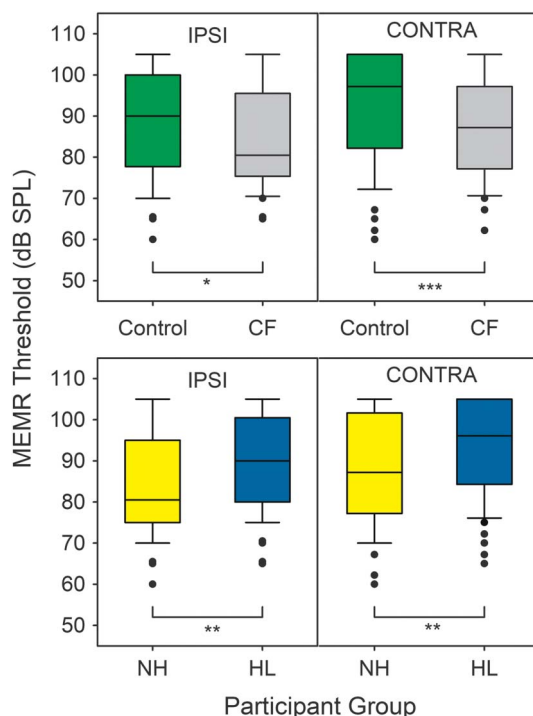 IPSI
CONTRA
110
100
90
80
70
60
50
*
***
Control
CF
Control
CF
MEMR Threshold (dB SPL)
IPSI
CONTRA
110
100
90
80
70
60
50
**
**
NH
HL
NH
HL
Participant Group